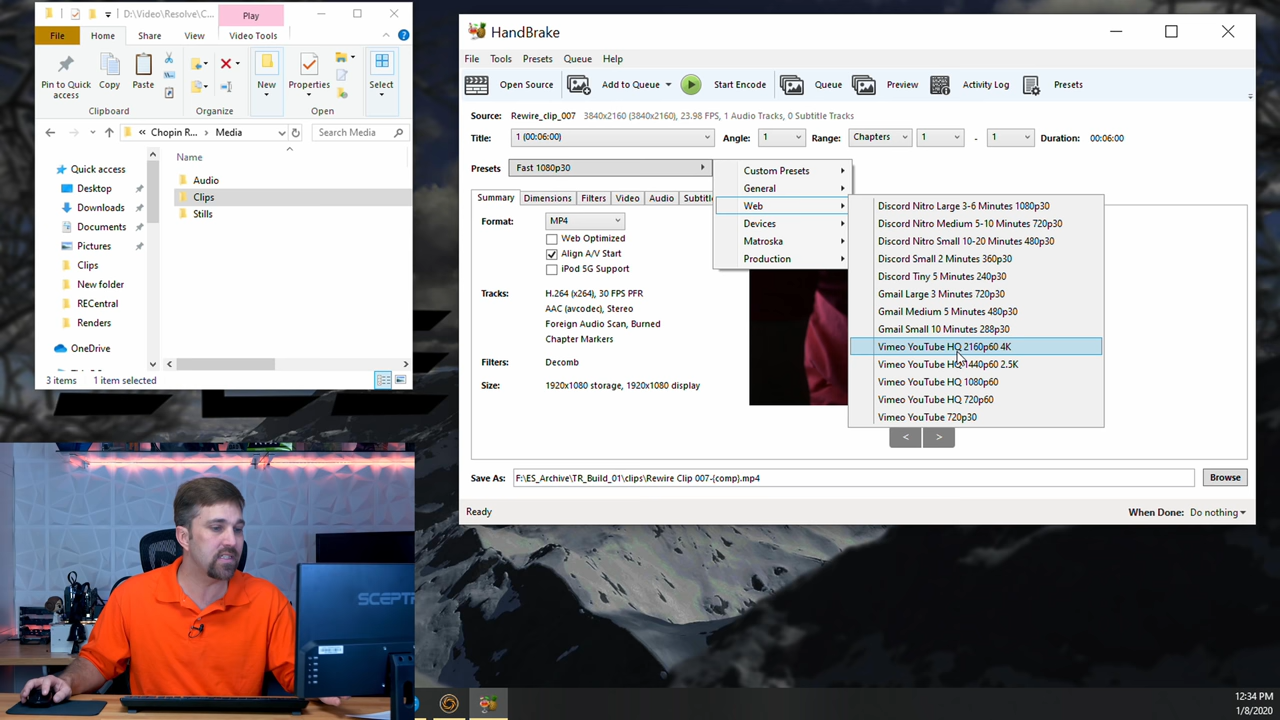 D:\Video\Resolve\C...
Play
File
Home
Share
View
Video Tools
Pin to Quick access
Copy
Paste
New
Properties
Select
Clipboard
Organize
Open
« Chopin R... > Media
Search Media
Name
Quick access
Desktop
Downloads
Documents
Pictures
Clips
New folder
RECentral
Renders
OneDrive
Audio
Clips
Stills
3 items 1 item selected
HandBrake
File Tools Presets Queue Help
Open Source
Add to Queue
Start Encode
Queue
Preview
Activity Log
Presets
Source: Rewire_clip_007 3840x2160 (3840x2160), 23.98 FPS, 1 Audio Tracks, 0 Subtitle Tracks
Title: 1 (00:06:00) Angle: 1 Range: Chapters 1 - 1 Duration: 00:06:00
Presets Fast 1080p30
Custom Presets
General
Web
Devices
Matroska
Production
Discord Nitro Large 3-6 Minutes 1080p30
Discord Nitro Medium 5-10 Minutes 720p30
Discord Nitro Small 10-20 Minutes 480p30
Discord Small 2 Minutes 360p30
Discord Tiny 5 Minutes 240p30
Gmail Large 3 Minutes 720p30
Gmail Medium 5 Minutes 480p30
Gmail Small 10 Minutes 288p30
Vimeo YouTube HQ 2160p60 4K
Vimeo YouTube HQ 1440p60 2.5K
Vimeo YouTube HQ 1080p60
Vimeo YouTube HQ 720p60
Vimeo YouTube 720p30
Summary Dimensions Filters Video Audio
Format: MP4
Web Optimized
Align A/V Start
iPod 5G Support
Tracks: H.264 (x264), 30 FPS PFR
AAC (avcodec), Stereo
Foreign Audio Scan, Burned
Chapter Markers
Filters: Decomb
Size: 1920x1080 storage, 1920x1080 display
< >
Save As: F:\ES_Archive\TR_Build_01\clips\Rewire Clip 007-(comp).mp4 Browse
Ready
When Done: Do nothing
SCEPT
12:34 PM
1/8/2020